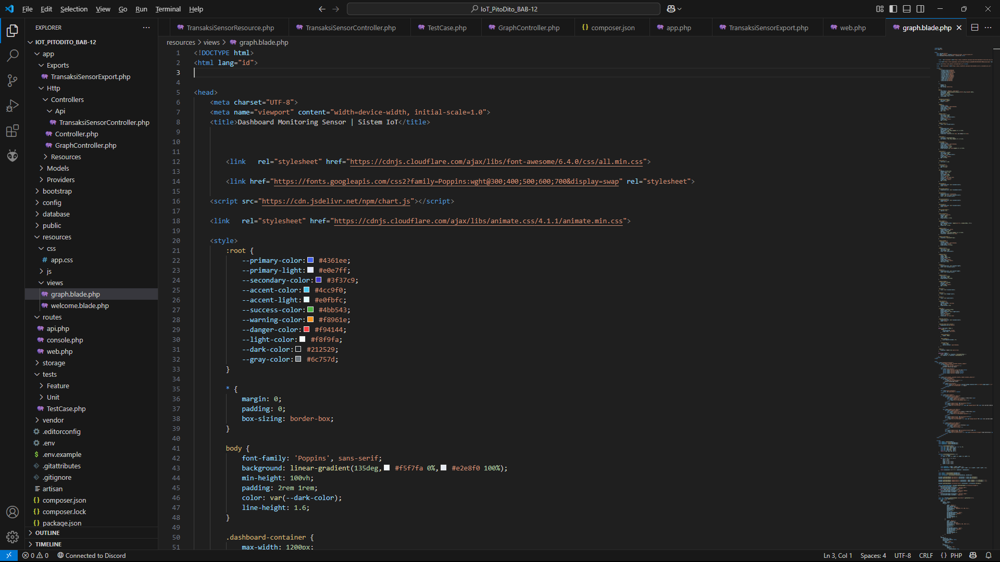 File Edit Selection View Go Run Terminal Help
IoT_PitoDito_BAB-12
EXPLORER
IOT_PITODITO_BAB-12
app
Exports
TransaksiSensorExport.php
Http
Controllers
Api
TransaksiSensorController.php
Controller.php
GraphController.php
Resources
Models
Providers
bootstrap
config
database
public
resources
css
# app.css
js
views
graph.blade.php
welcome.blade.php
routes
api.php
console.php
web.php
storage
tests
Feature
Unit
TestCase.php
vendor
.editorconfig
.env
$ .env.example
.gitattributes
.gitignore
artisan
{} composer.json
{} composer.lock
{} package.json
OUTLINE
TIMELINE
TransaksiSensorResource.php TransaksiSensorController.php TestCase.php GraphController.php {} composer.json app.php TransaksiSensorExport.php web.php graph.blade.php
resources > views > graph.blade.php
1 <!DOCTYPE html>
2 <html lang="id">
3
4
5 <head>
6 <meta charset="UTF-8">
7 <meta name="viewport" content="width=device-width, initial-scale=1.0">
8 <title>Dashboard Monitoring Sensor | Sistem IoT</title>
9
10
11
12 <link rel="stylesheet" href="https://cdnjs.cloudflare.com/ajax/libs/font-awesome/6.4.0/css/all.min.css">
13
14 <link href="https://fonts.googleapis.com/css2?family=Poppins:wght@300;400;500;600;700&display=swap" rel="stylesheet">
15
16 <script src="https://cdn.jsdelivr.net/npm/chart.js"></script>
17
18 <link rel="stylesheet" href="https://cdnjs.cloudflare.com/ajax/libs/animate.css/4.1.1/animate.min.css">
19
20 <style>
21 :root {
22 --primary-color: #4361ee;
23 --primary-light: #e0e7ff;
24 --secondary-color: #3f37c9;
25 --accent-color: #4cc9f0;
26 --accent-light: #e0fbfc;
27 --success-color: #4bb543;
28 --warning-color: #f8961e;
29 --danger-color: #f94144;
30 --light-color: #f8f9fa;
31 --dark-color: #212529;
32 --gray-color: #6c757d;
33 }
34
35 * {
36 margin: 0;
37 padding: 0;
38 box-sizing: border-box;
39 }
40
41 body {
42 font-family: 'Poppins', sans-serif;
43 background: linear-gradient(135deg, #f5f7fa 0%, #e2e8f0 100%);
44 min-height: 100vh;
45 padding: 2rem 1rem;
46 color: var(--dark-color);
47 line-height: 1.6;
48 }
49
50 .dashboard-container {
51 max-width: 1200px;
0 0 Connected to Discord
Ln 3, Col 1 Spaces: 4 UTF-8 CRLF {} PHP